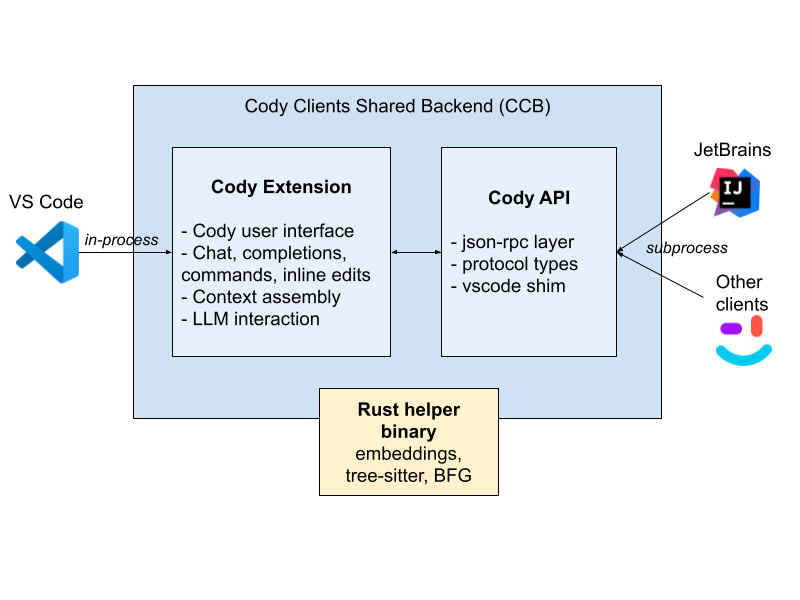 Cody Clients Shared Backend (CCB)
VS Code
in-process
Cody Extension
- Cody user interface
- Chat, completions,
commands, inline edits
- Context assembly
- LLM interaction
Cody API
- json-rpc layer
- protocol types
- vscode shim
JetBrains
IJ
subprocess
Other
clients
Rust helper
binary
embeddings,
tree-sitter, BFG